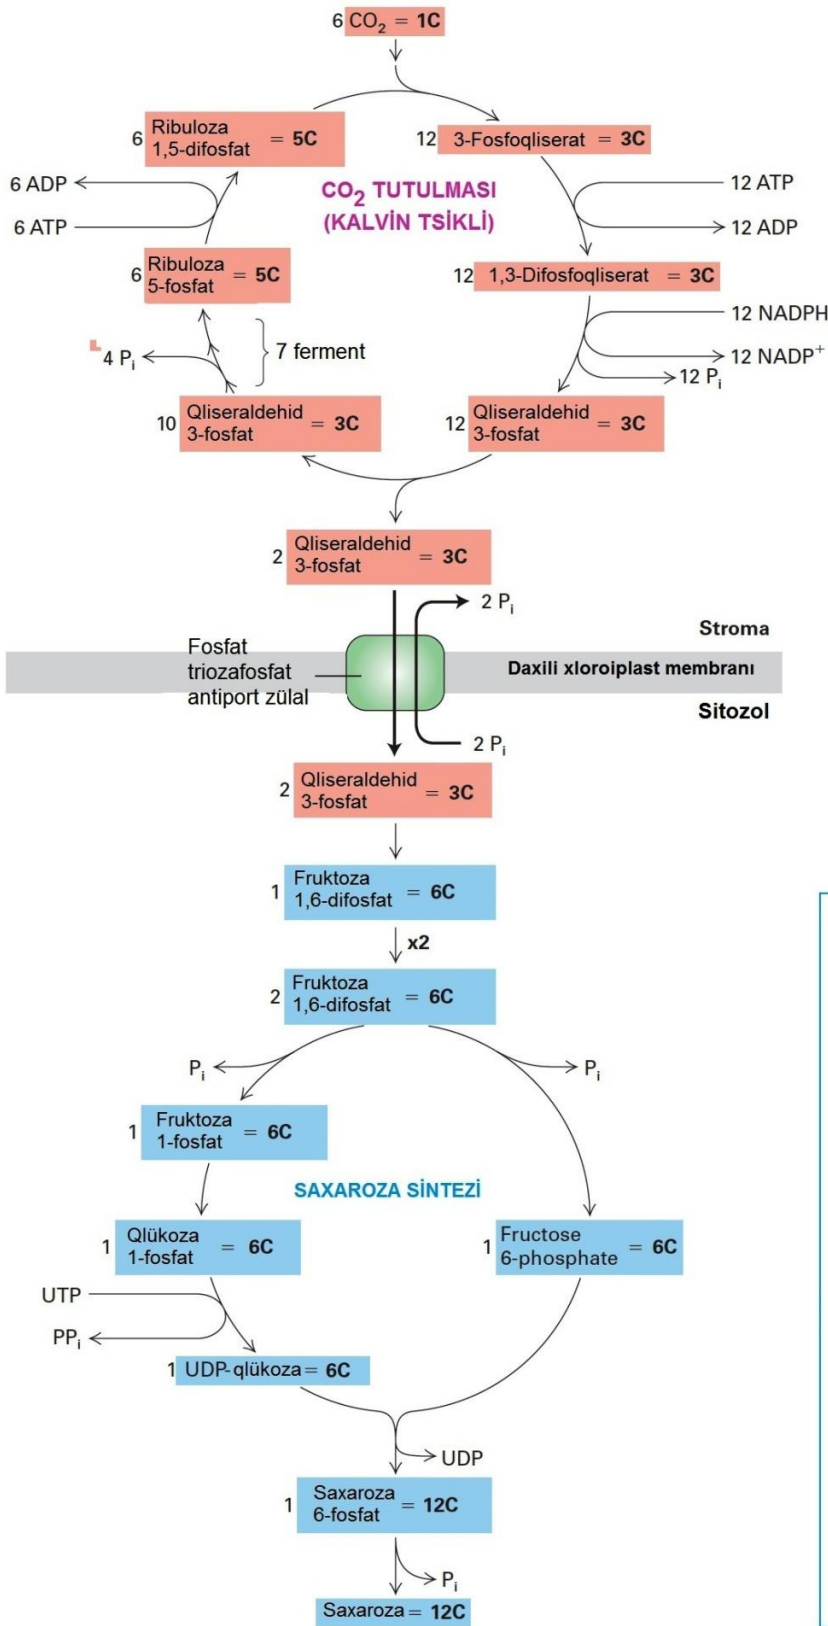 6 CO₂ = 1C
6 Ribuloza
1,5-difosfat = 5C
12 3-Fosfoqliserat = 3C
CO₂ TUTULMASI
(KALVİN TSİKLİ)
6 ADP
6 ATP
12 ATP
12 ADP
6 Ribuloza
5-fosfat = 5C
12 1,3-Difosfoqliserat = 3C
12 NADPH
12 NADP⁺
12 Pᵢ
4 Pᵢ
7 ferment
10 Qliseraldehid
3-fosfat = 3C
12 Qliseraldehid
3-fosfat = 3C
2 Qliseraldehid
3-fosfat = 3C
2 Pᵢ
Stroma
Fosfat
triozafosfat
antiport zülal
Daxili xloroiplast membranı
Sitozol
2 Pᵢ
2 Qliseraldehid
3-fosfat = 3C
1 Fruktoza
1,6-difosfat = 6C
x2
2 Fruktoza
1,6-difosfat = 6C
Pᵢ
Pᵢ
1 Fruktoza
1-fosfat = 6C
SAXAROZA SİNTEZİ
1 Qlükoza
1-fosfat = 6C
1 Fructose
6-phosphate = 6C
UTP
PPᵢ
1 UDP-qlükoza = 6C
UDP
1 Saxaroza
6-fosfat = 12C
Pᵢ
Saxaroza = 12C